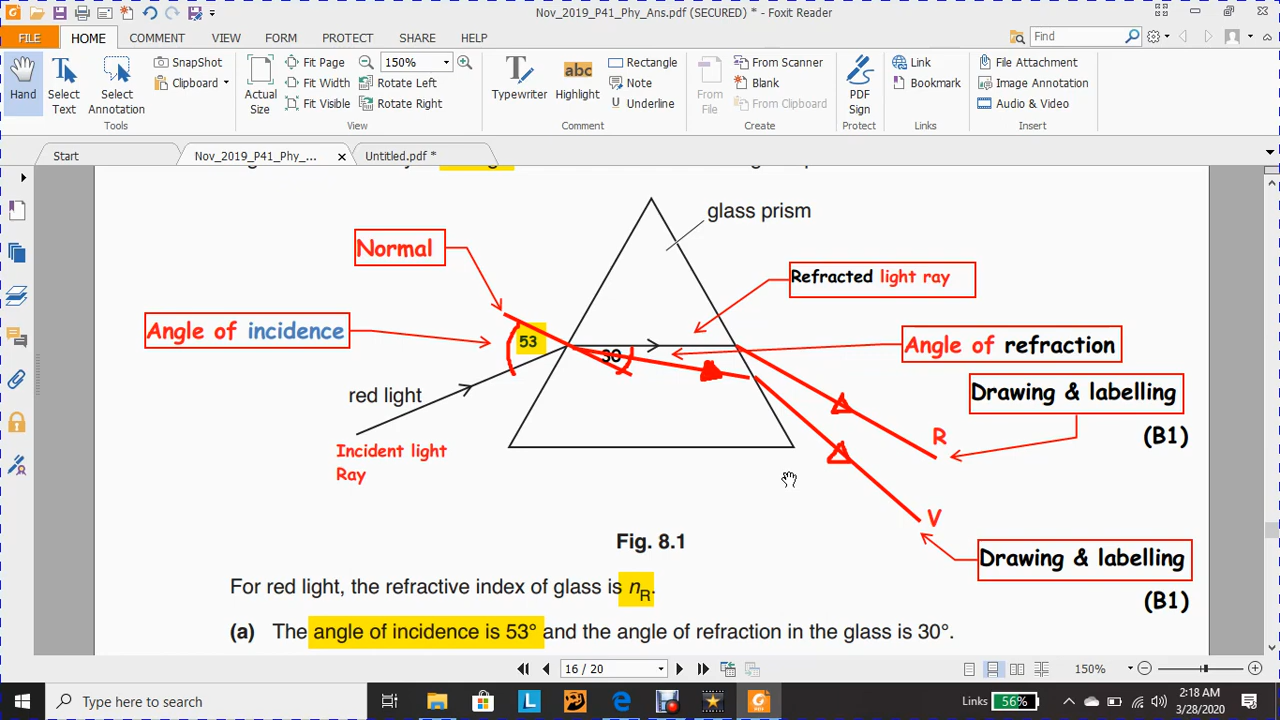 Nov_2019_P41_Phy_Ans.pdf (SECURED) * - Foxit Reader
FILE HOME COMMENT VIEW FORM PROTECT SHARE HELP
Find
Hand
Select Text
Select Annotation
SnapShot
Clipboard
Tools
Actual Size
Fit Page
Fit Width
Fit Visible
150%
Rotate Left
Rotate Right
View
Typewriter
Highlight
Rectangle
Note
Underline
Comment
From File
From Scanner
Blank
From Clipboard
Create
PDF Sign
Protect
Link
Bookmark
Links
File Attachment
Image Annotation
Audio & Video
Insert
Start
Nov_2019_P41_Phy_...
Untitled.pdf *
glass prism
Normal
Refracted light ray
Angle of incidence
53
30
Angle of refraction
red light
Drawing & labelling
(B1)
R
Incident light
Ray
V
Drawing & labelling
(B1)
Fig. 8.1
For red light, the refractive index of glass is nR.
(a) The angle of incidence is 53° and the angle of refraction in the glass is 30°.
16 / 20
150%
Type here to search
Links
56%
2:18 AM
3/28/2020